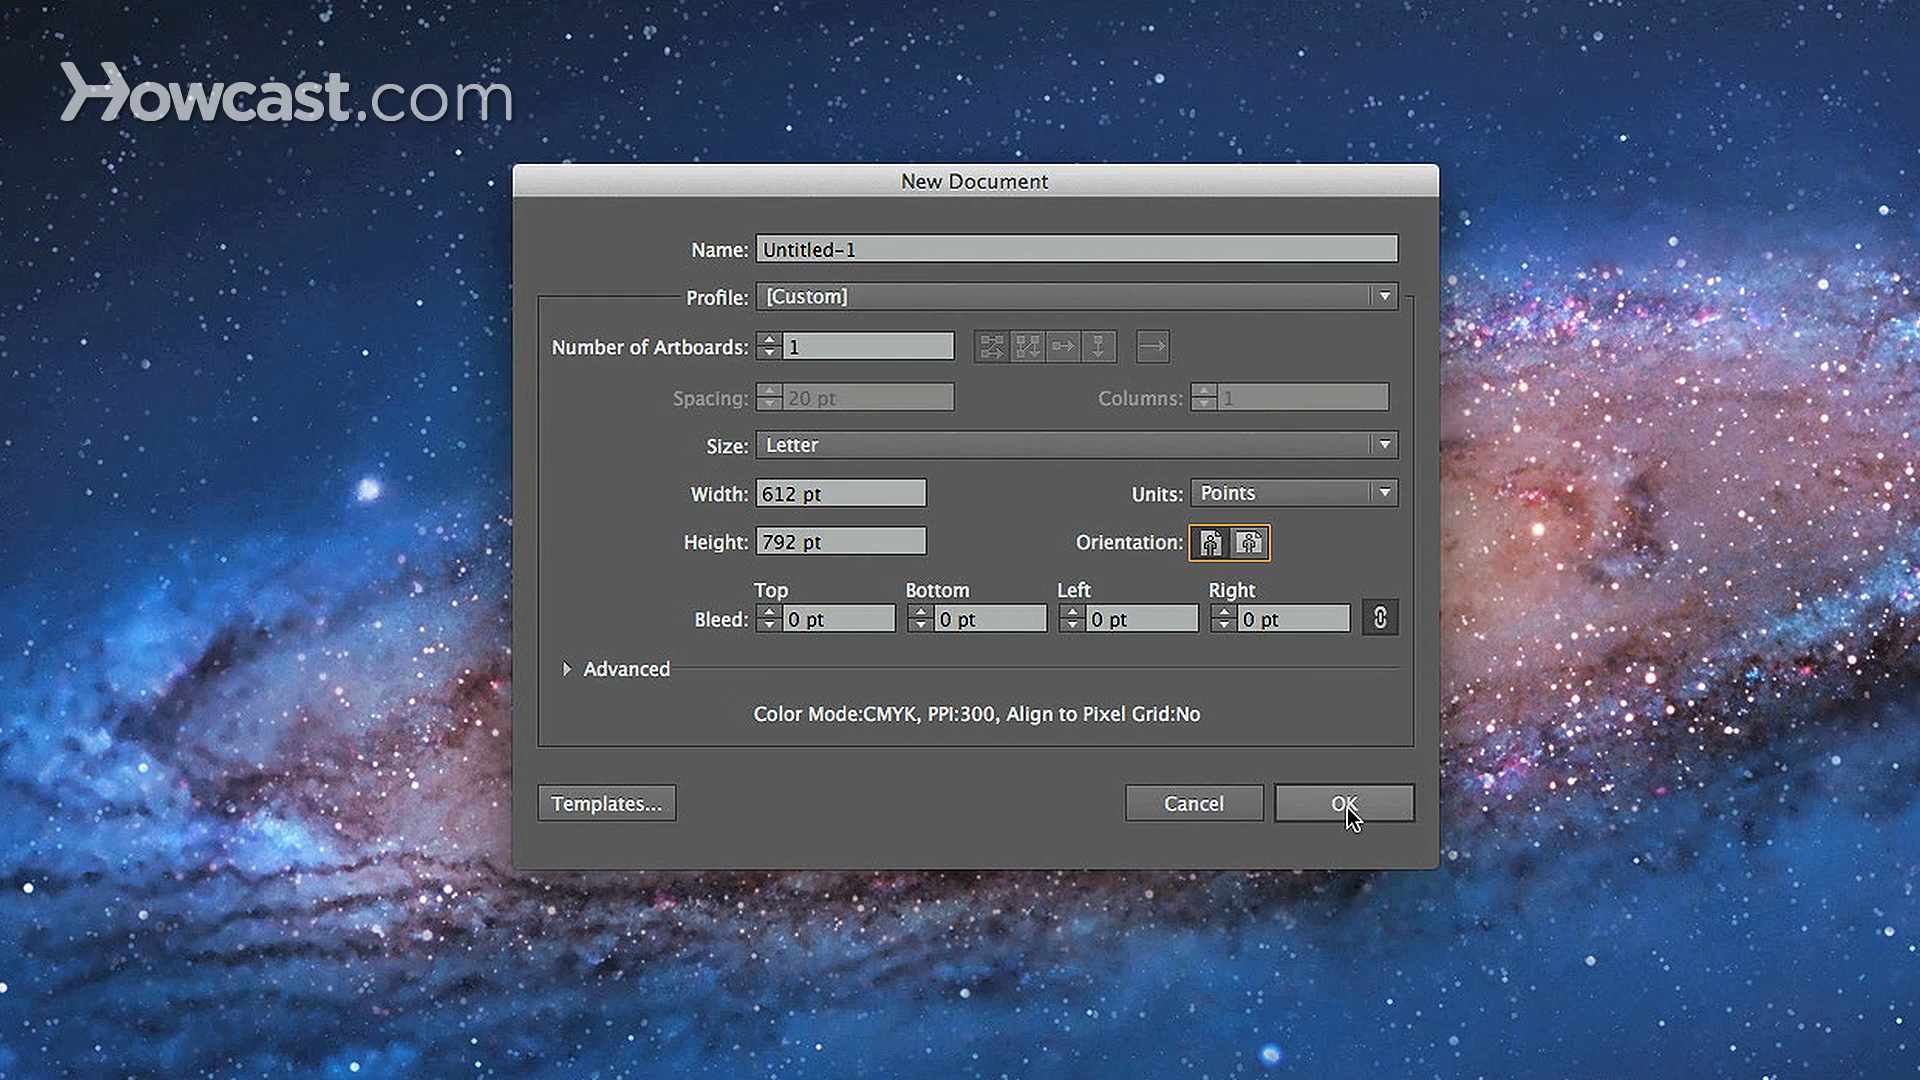 Howcast.com
New Document
Name: Untitled-1
Profile: [Custom]
Number of Artboards: 1
Spacing: 20 pt Columns: 1
Size: Letter
Width: 612 pt Units: Points
Height: 792 pt Orientation:
Top Bottom Left Right
Bleed: 0 pt 0 pt 0 pt 0 pt
Advanced
Color Mode:CMYK, PPI:300, Align to Pixel Grid:No
Templates... Cancel OK